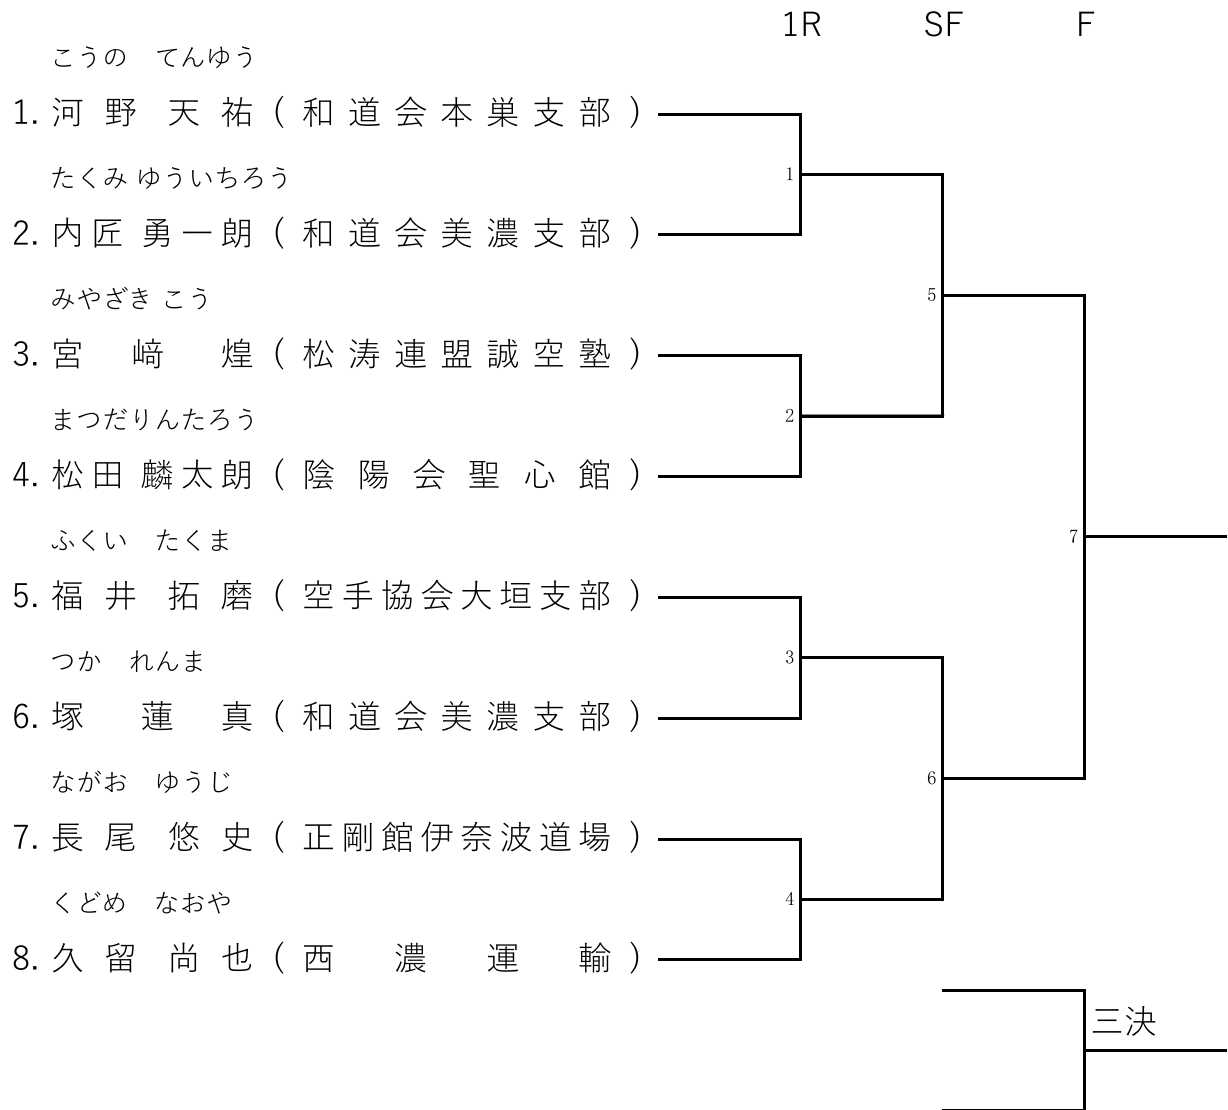 1R SF F
こうの てんゆう
1. 河野 天祐 ( 和道会本巣支部 )
1
たくみ ゆういちろう
2. 内匠 勇一朗 ( 和道会美濃支部 )
みやざき こう
5
3. 宮﨑 煌 ( 松涛連盟誠空塾 )
まつだりんたろう
2
4. 松田麟太朗 ( 陰陽会聖心館 )
ふくい たくま
7
5. 福井 拓磨 ( 空手協会大垣支部 )
つか れんま
3
6. 塚 蓮真 ( 和道会美濃支部 )
ながお ゆうじ
6
7. 長尾 悠史 ( 正剛館伊奈波道場 )
くどめ なおや
4
8. 久留 尚也 ( 西濃運輸 )
三決